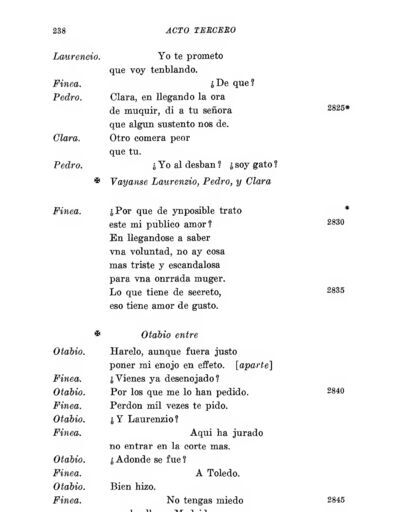 238 ACTO TERCERO
Laurencio. Yo te prometo
que voy tenblando.
Finea. ¿De que?
Pedro. Clara, en llegando la ora
de muquir, di a tu señora 2825*
que algun sustento nos de.
Clara. Otro comera peor
que tu.
Pedro. ¿Yo al desban? ¿soy gato?
✠ Vayanse Laurenzio, Pedro, y Clara
Finea. ¿Por que de ynposible trato *
este mi publico amor? 2830
En llegandose a saber
vna voluntad, no ay cosa
mas triste y escandalosa
para vna onrrada muger.
Lo que tiene de secreto, 2835
eso tiene amor de gusto.
✠ Otabio entre
Otabio. Harelo, aunque fuera justo
poner mi enojo en effeto. [aparte]
Finea. ¿Vienes ya desenojado?
Otabio. Por los que me lo han pedido. 2840
Finea. Perdon mil vezes te pido.
Otabio. ¿Y Laurenzio?
Finea. Aqui ha jurado
no entrar en la corte mas.
Otabio. ¿Adonde se fue?
Finea. A Toledo.
Otabio. Bien hizo.
Finea. No tengas miedo 2845